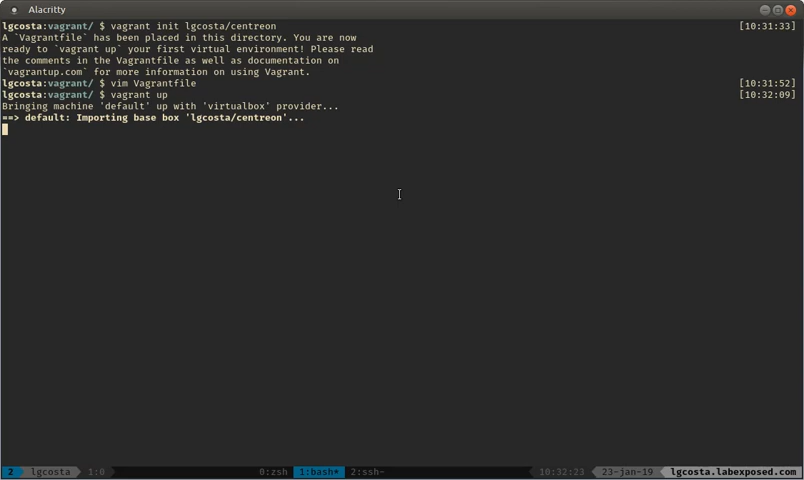 Alacritty
lgcosta:vagrant/ $ vagrant init lgcosta/centreon [10:31:33]
A `Vagrantfile` has been placed in this directory. You are now
ready to `vagrant up` your first virtual environment! Please read
the comments in the Vagrantfile as well as documentation on
`vagrantup.com` for more information on using Vagrant.
lgcosta:vagrant/ $ vim Vagrantfile [10:31:52]
lgcosta:vagrant/ $ vagrant up [10:32:09]
Bringing machine 'default' up with 'virtualbox' provider...
==> default: Importing base box 'lgcosta/centreon'...
2 lgcosta 1:0 0:zsh 1:bash* 2:ssh- 10:32:23 23-jan-19 lgcosta.labexposed.com